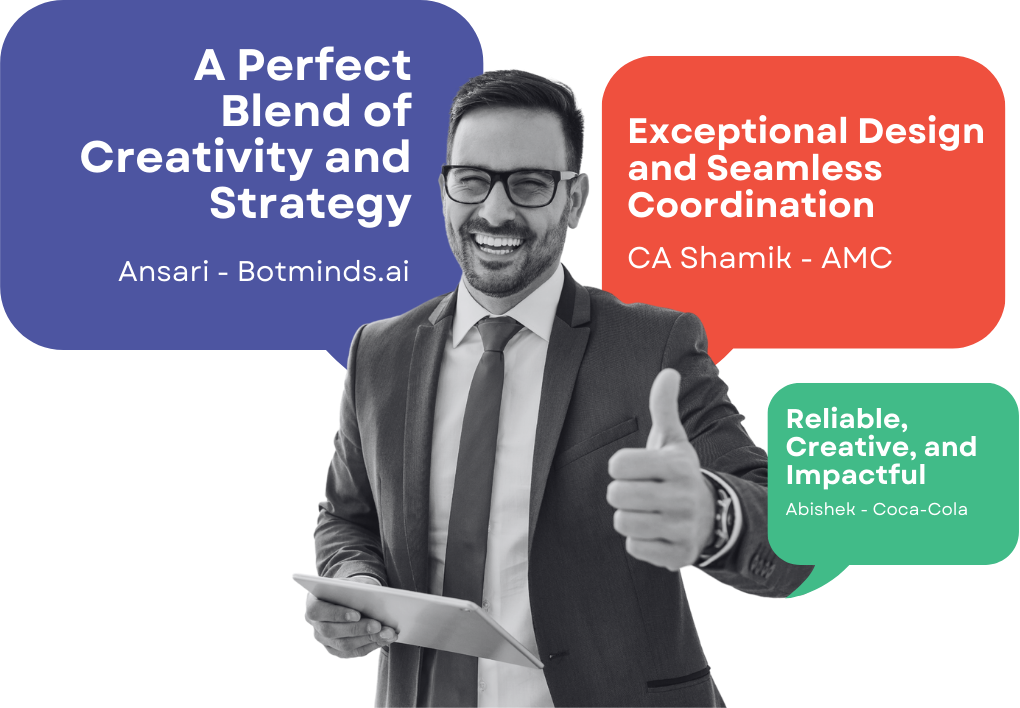 A Perfect
Blend of
Creativity and
Strategy
Ansari - Botminds.ai
Exceptional Design
and Seamless
Coordination
CA Shamik - AMC
Reliable,
Creative, and
Impactful
Abishek - Coca-Cola